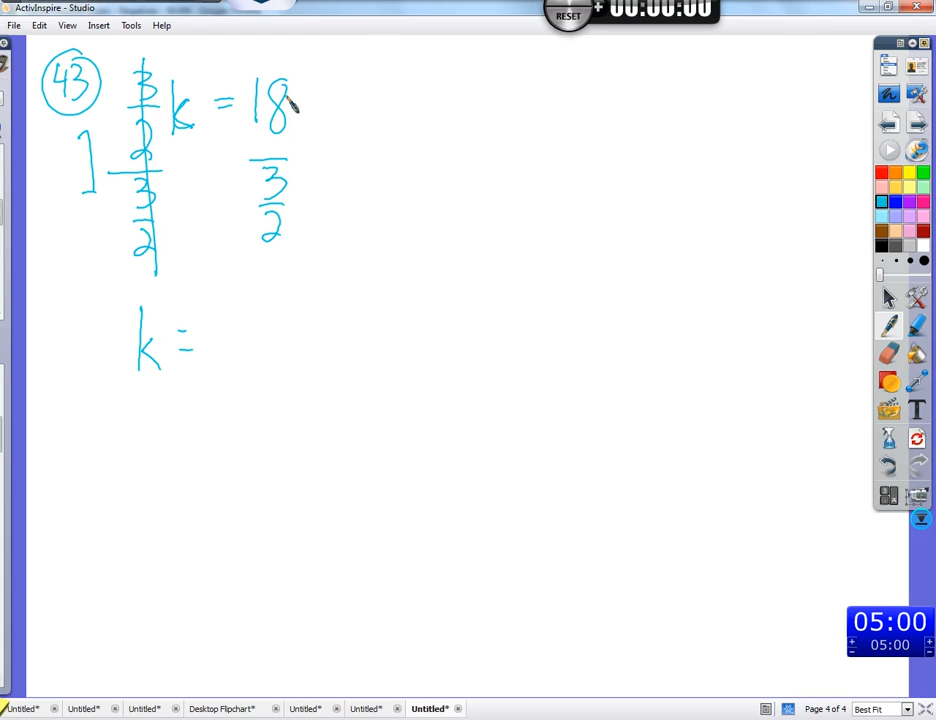 ActivInspire - Studio
RESET
00:00:00
File Edit View Insert Tools Help
43 3/2 k = 18
1
3/2 3/2
k =
05:00
05:00
Untitled* Untitled* Untitled* Desktop Flipchart* Untitled* Untitled* Untitled* Page 4 of 4 Best Fit